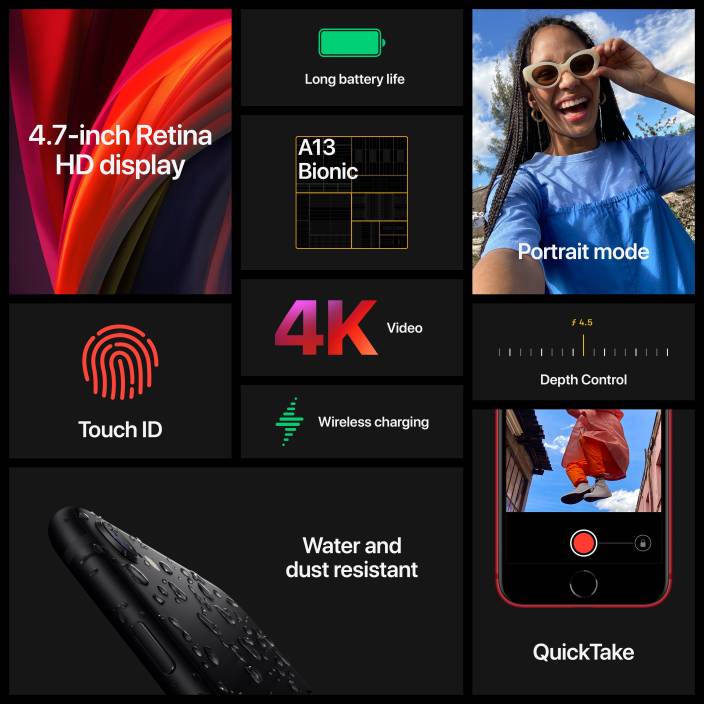 4.7-inch Retina
HD display
Long battery life
A13
Bionic
Portrait mode
4K Video
ƒ 4.5
Depth Control
Touch ID
Wireless charging
Water and
dust resistant
QuickTake